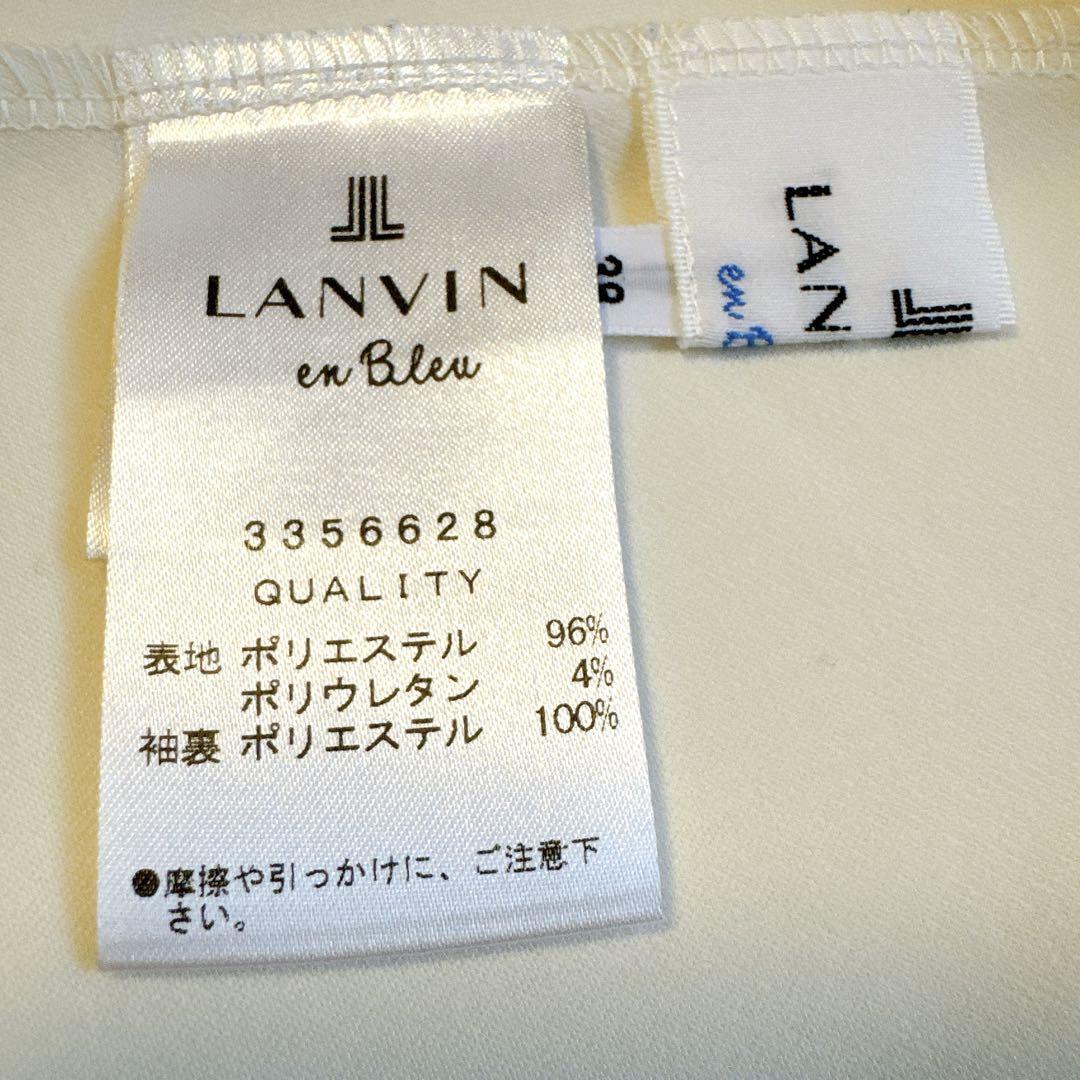 LANVIN
en Bleu
3356628
QUALITY
表地 ポリエステル 96%
ポリウレタン 4%
袖裏 ポリエステル 100%
●摩擦や引っかけに、ご注意下
さい。
LAN
en